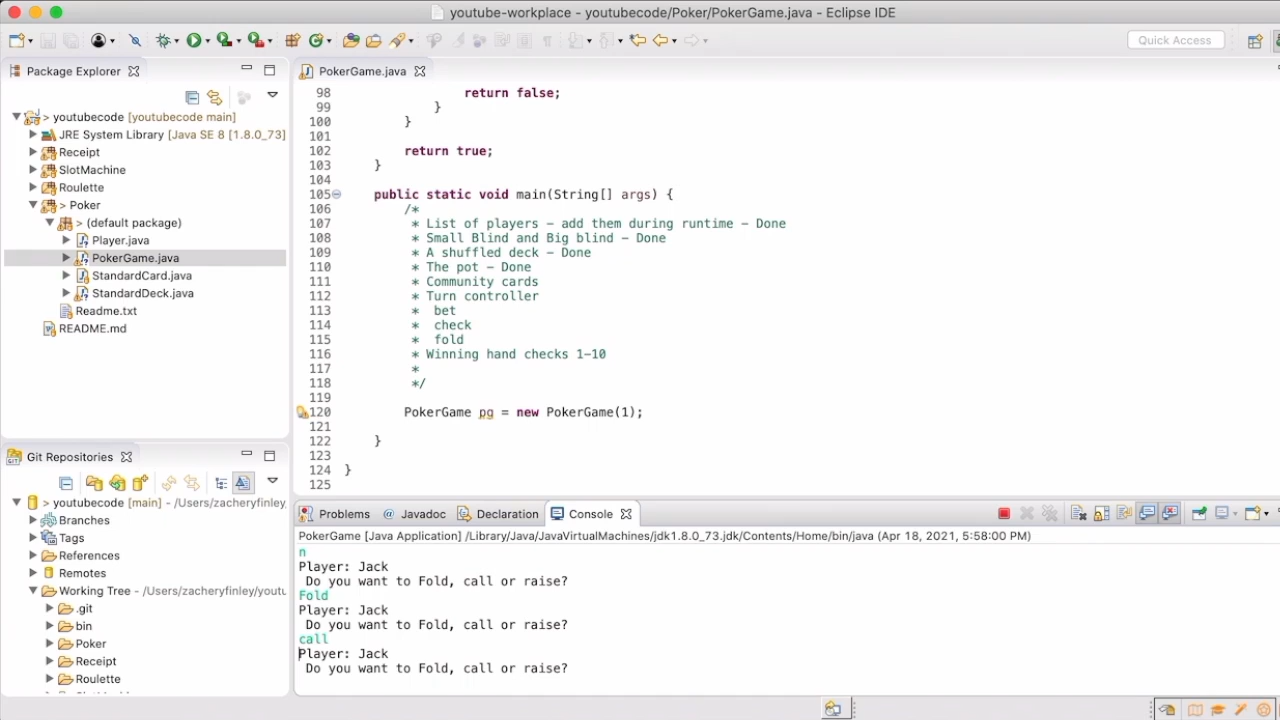 youtube-workplace - youtubecode/Poker/PokerGame.java - Eclipse IDE
Quick Access
Package Explorer
> youtubecode [youtubecode main]
JRE System Library [Java SE 8 [1.8.0_73]
Receipt
SlotMachine
Roulette
> Poker
> (default package)
Player.java
PokerGame.java
StandardCard.java
StandardDeck.java
Readme.txt
README.md
Git Repositories
> youtubecode [main] - /Users/zacheryfinley
Branches
Tags
References
Remotes
Working Tree - /Users/zacheryfinley/youtu
.git
bin
Poker
Receipt
Roulette
PokerGame.java
98 return false;
99 }
100 }
101
102 return true;
103 }
104
105 public static void main(String[] args) {
106 /*
107 * List of players - add them during runtime - Done
108 * Small Blind and Big blind - Done
109 * A shuffled deck - Done
110 * The pot - Done
111 * Community cards
112 * Turn controller
113 * bet
114 * check
115 * fold
116 * Winning hand checks 1-10
117 *
118 */
119
120 PokerGame pg = new PokerGame(1);
121
122 }
123
124 }
125
Problems @ Javadoc Declaration Console
PokerGame [Java Application] /Library/Java/JavaVirtualMachines/jdk1.8.0_73.jdk/Contents/Home/bin/java (Apr 18, 2021, 5:58:00 PM)
n
Player: Jack
Do you want to Fold, call or raise?
Fold
Player: Jack
Do you want to Fold, call or raise?
call
Player: Jack
Do you want to Fold, call or raise?